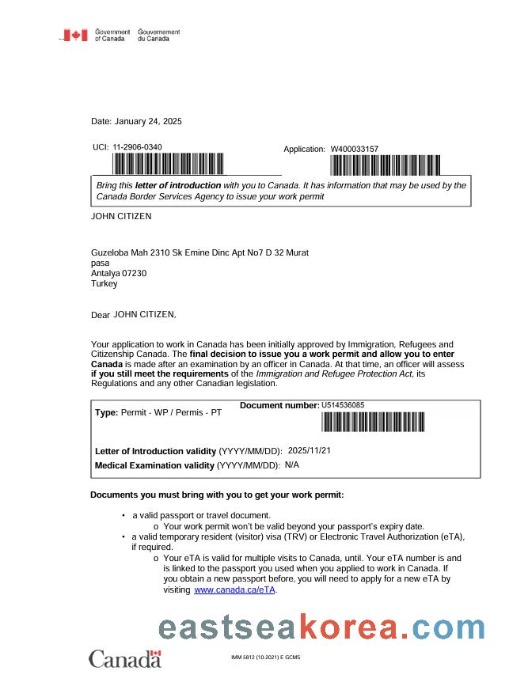 Government of Canada Gouvernement du Canada
Date: January 24, 2025
UCI: 11-2906-0340
Application: W400033157
Bring this letter of introduction with you to Canada. It has information that may be used by the
Canada Border Services Agency to issue your work permit
JOHN CITIZEN
Guzeloba Mah 2310 Sk Emine Dinc Apt No7 D 32 Murat
pasa
Antalya 07230
Turkey
Dear JOHN CITIZEN,
Your application to work in Canada has been initially approved by Immigration, Refugees and
Citizenship Canada. The final decision to issue you a work permit and allow you to enter
Canada is made after an examination by an officer in Canada. At that time, an officer will assess
if you still meet the requirements of the Immigration and Refugee Protection Act, its
Regulations and any other Canadian legislation.
Type: Permit - WP / Permis - PT
Document number: U514536085
Letter of Introduction validity (YYYY/MM/DD): 2025/11/21
Medical Examination validity (YYYY/MM/DD): N/A
Documents you must bring with you to get your work permit:
• a valid passport or travel document.
o Your work permit won't be valid beyond your passport's expiry date.
• a valid temporary resident (visitor) visa (TRV) or Electronic Travel Authorization (eTA),
if required.
o Your eTA is valid for multiple visits to Canada, until. Your eTA number is and
is linked to the passport you used when you applied to work in Canada. If
you obtain a new passport before, you will need to apply for a new eTA by
visiting www.canada.ca/eTA.
eastseakorea.com
Canada
IMM 5812 (10-2021) E GCMS